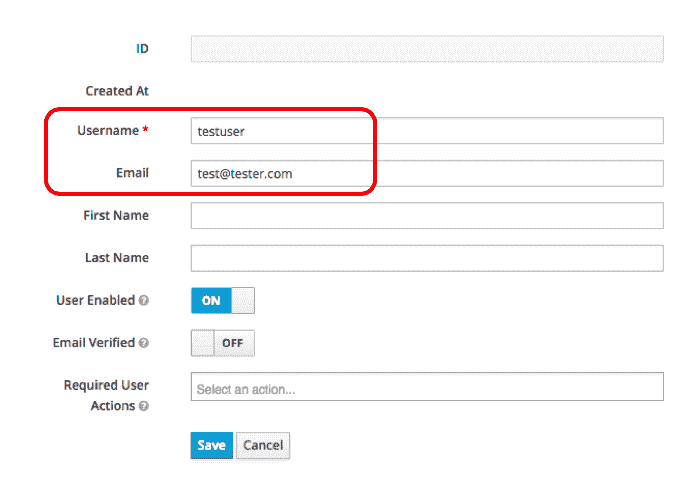 ID
Created At
Username *
testuser
Email
test@tester.com
First Name
Last Name
User Enabled ?
ON
Email Verified ?
OFF
Required User
Actions ?
Select an action...
Save
Cancel